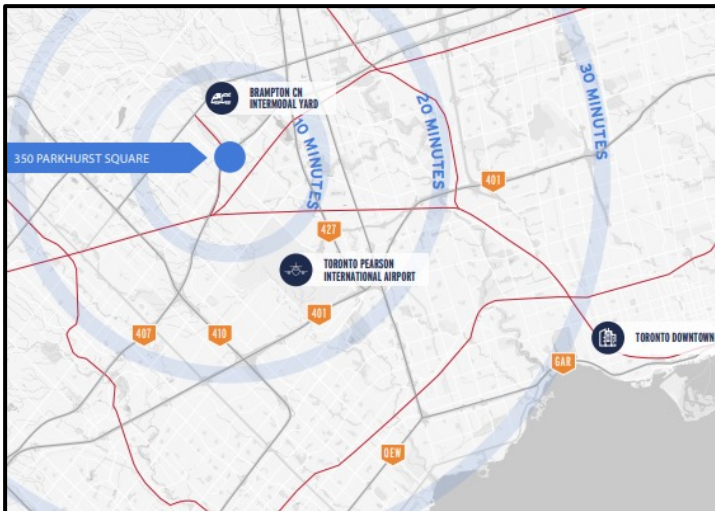 BRAMPTON CN
INTERMODAL YARD
350 PARKHURST SQUARE
10 MINUTES
20 MINUTES
30 MINUTES
401
427
TORONTO PEARSON
INTERNATIONAL AIRPORT
401
407
410
TORONTO DOWNTOWN
GAR
QEW